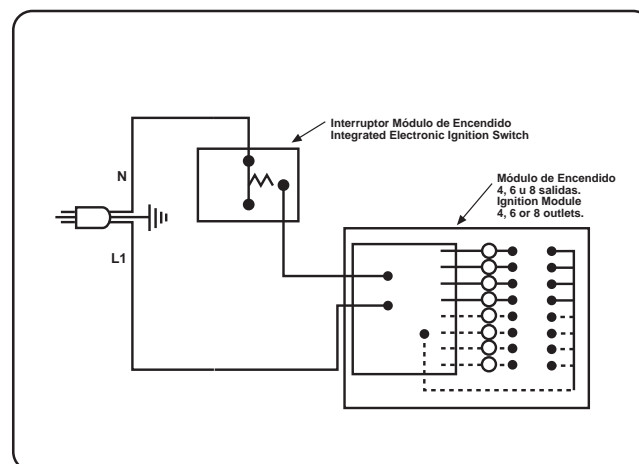 Interruptor Módulo de Encendido
Integrated Electronic Ignition Switch
N
Módulo de Encendido
4, 6 u 8 salidas.
Ignition Module
4, 6 or 8 outlets.
L1